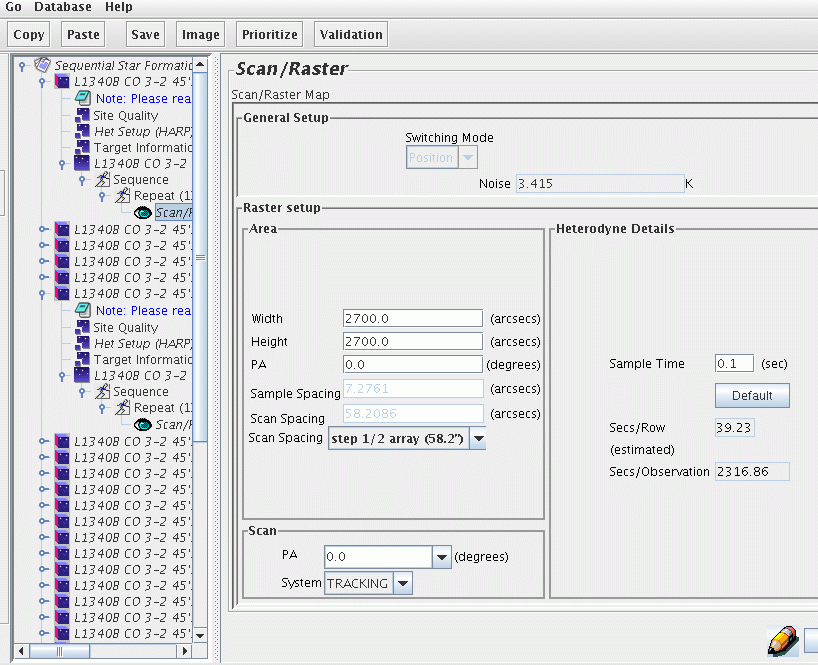 Go Database Help
Copy Paste Save Image Prioritize Validation
Sequential Star Formatio
L1340B CO 3-2 45'
Note: Please rea
Site Quality
Het Setup (HARP)
Target Informatio
L1340B CO 3-2
Sequence
Repeat (1
Scan/R
L1340B CO 3-2 45'
L1340B CO 3-2 45'
L1340B CO 3-2 45'
L1340B CO 3-2 45'
L1340B CO 3-2 45'
Note: Please rea
Site Quality
Het Setup (HARP)
Target Informatio
L1340B CO 3-2
Sequence
Repeat (1
Scan/R
L1340B CO 3-2 45'
L1340B CO 3-2 45'
L1340B CO 3-2 45'
L1340B CO 3-2 45'
L1340B CO 3-2 45'
L1340B CO 3-2 45'
L1340B CO 3-2 45'
L1340B CO 3-2 45'
L1340B CO 3-2 45'
L1340B CO 3-2 45'
L1340B CO 3-2 45'
L1340B CO 3-2 45'
L1340B CO 3-2 45'
Scan/Raster
Scan/Raster Map
General Setup
Switching Mode
Position
Noise 3.415 K
Raster setup
Area
Width 2700.0 (arcsecs)
Height 2700.0 (arcsecs)
PA 0.0 (degrees)
Sample Spacing 7.2761 (arcsecs)
Scan Spacing 58.2086 (arcsecs)
Scan Spacing step 1/2 array (58.2")
Scan
PA 0.0 (degrees)
System TRACKING
Heterodyne Details
Sample Time 0.1 (sec)
Default
Secs/Row 39.23
(estimated)
Secs/Observation 2316.86